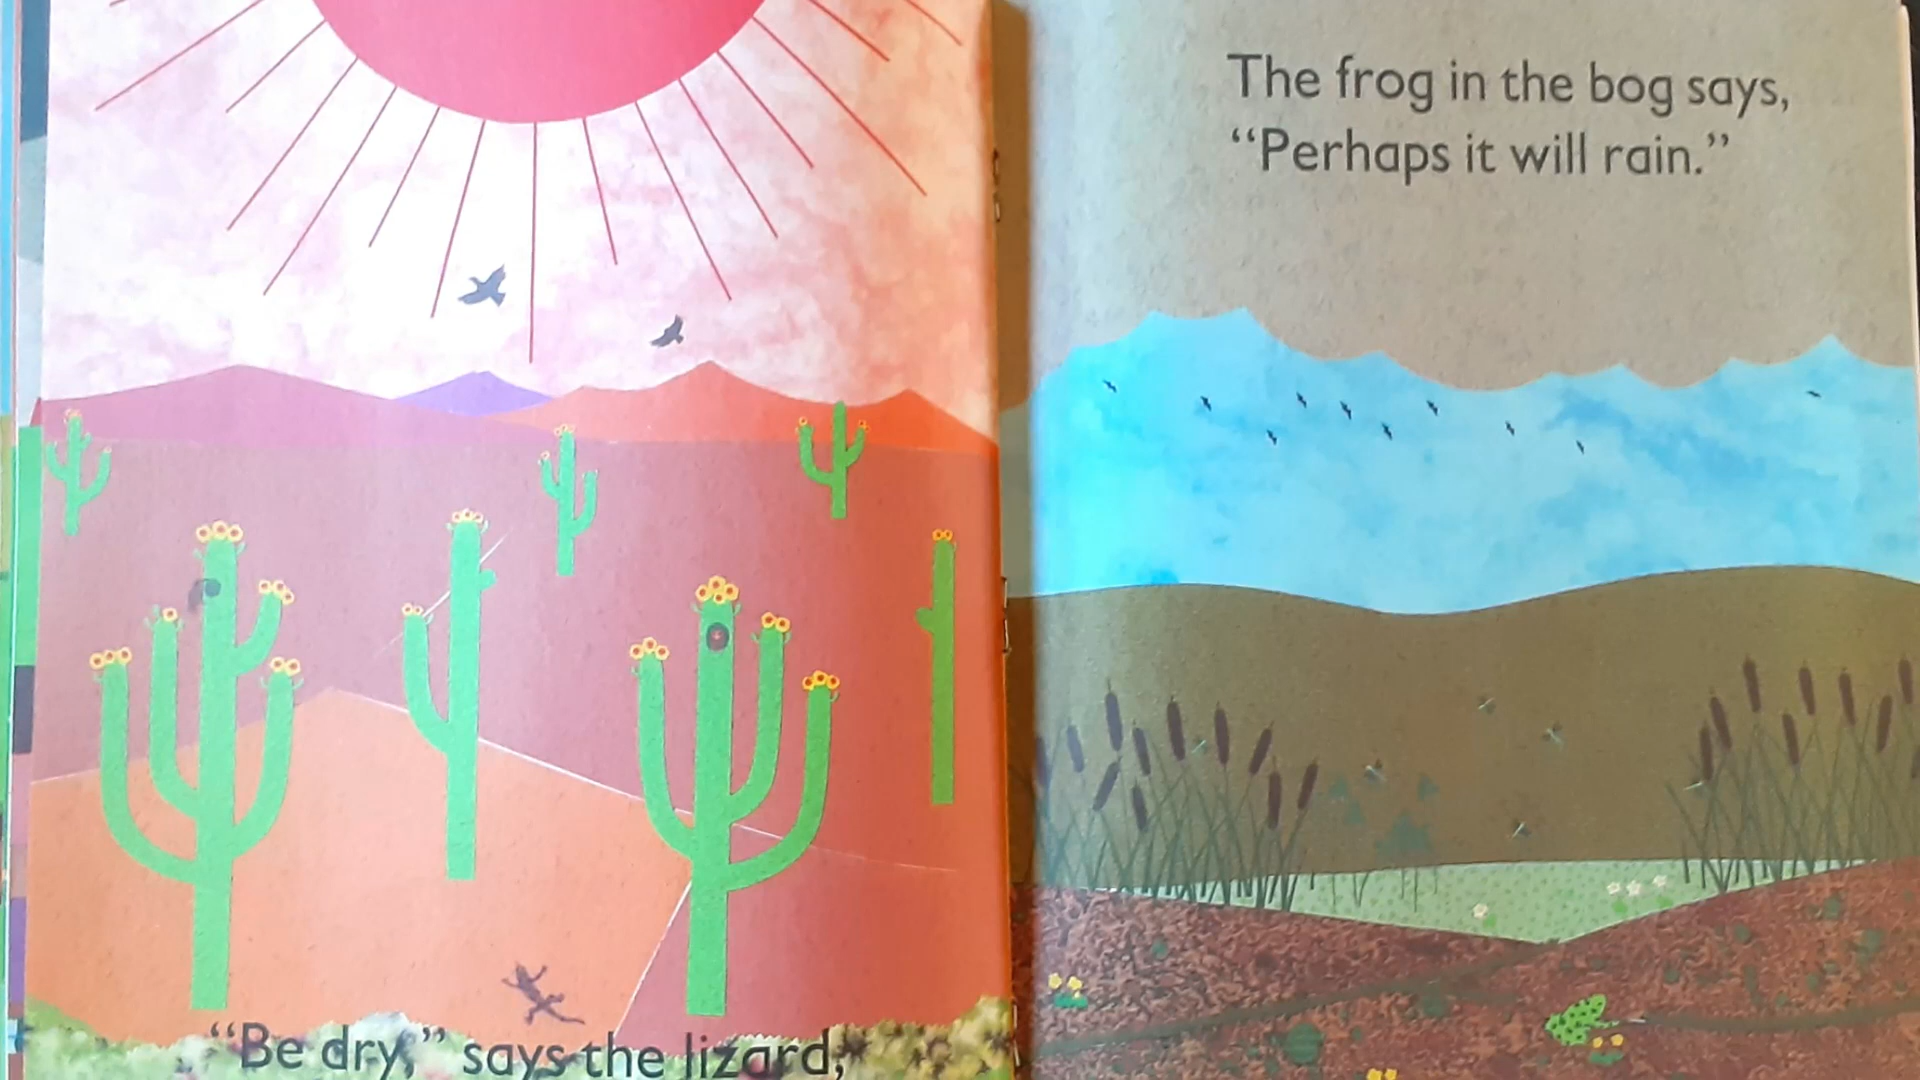 "Be dry," says the lizard,
The frog in the bog says,
"Perhaps it will rain."